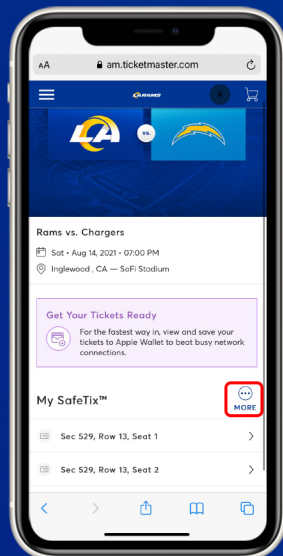 AA am.ticketmaster.com
RAMS
LA VS.
Rams vs. Chargers
Sat • Aug 14, 2021 • 07:00 PM
Inglewood , CA — SoFi Stadium
Get Your Tickets Ready
For the fastest way in, view and save your
tickets to Apple Wallet to beat busy network
connections.
My SafeTix™
MORE
Sec 529, Row 13, Seat 1
Sec 529, Row 13, Seat 2